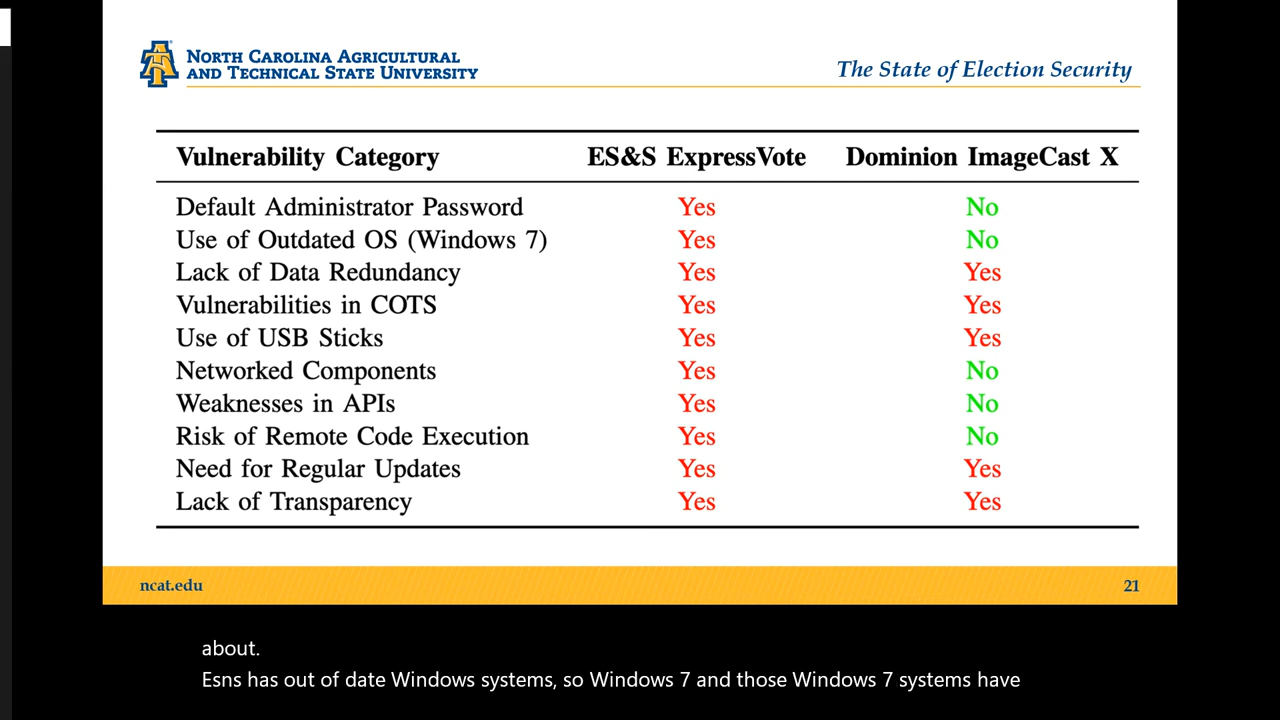 NORTH CAROLINA AGRICULTURAL
AND TECHNICAL STATE UNIVERSITY
The State of Election Security
Vulnerability Category ES&S ExpressVote Dominion ImageCast X
Default Administrator Password Yes No
Use of Outdated OS (Windows 7) Yes No
Lack of Data Redundancy Yes Yes
Vulnerabilities in COTS Yes Yes
Use of USB Sticks Yes Yes
Networked Components Yes No
Weaknesses in APIs Yes No
Risk of Remote Code Execution Yes No
Need for Regular Updates Yes Yes
Lack of Transparency Yes Yes
ncat.edu 21
about.
Esns has out of date Windows systems, so Windows 7 and those Windows 7 systems have